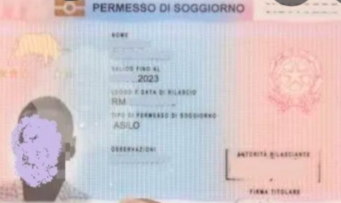 PERMESSO DI SOGGIORNO
NOME
VALIDO FINO AL
2023
LUOGO E DATA DI RILASCIO
RM
TIPO DI PERMESSO DI SOGGIORNO
ASILO
OSSERVAZIONI
AUTORITÀ RILASCIANTE
FIRMA TITOLARE